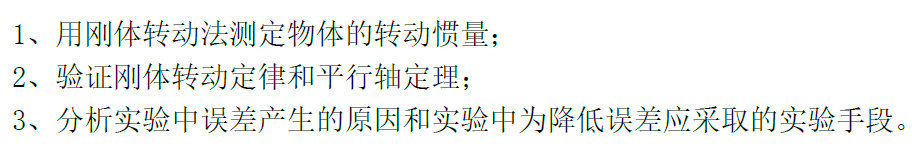 1、用刚体转动法测定物体的转动惯量；
2、验证刚体转动定律和平行轴定理；
3、分析实验中误差产生的原因和实验中为降低误差应采取的实验手段。